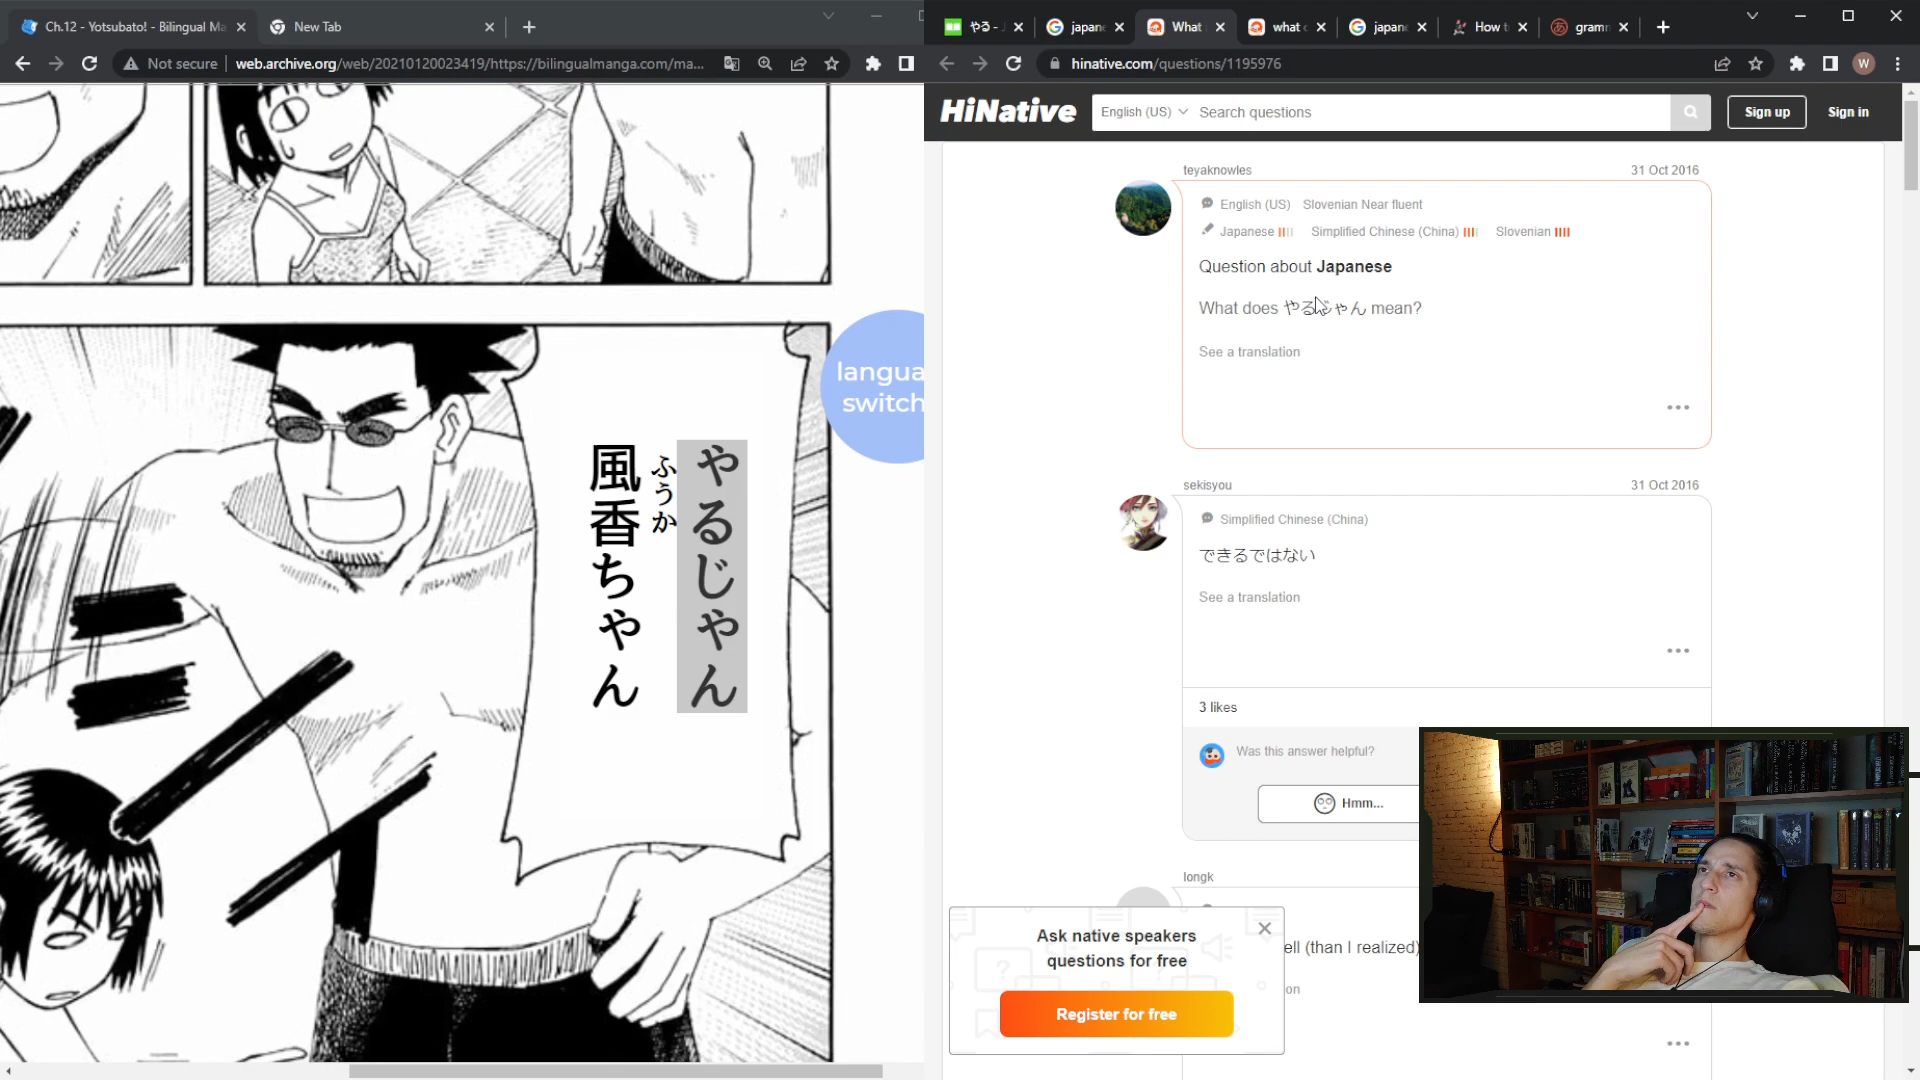 Ch.12 - Yotsubato! - Bilingual Ma
New Tab
Not secure
web.archive.org/web/20210120023419/https://bilingualmanga.com/ma...
langua
switch
やるじゃん
風香ちゃん
ふうか
やる - J
japan
What
what c
japan
How t
gramm
hinative.com/questions/1195976
W
HiNative
English (US)
Search questions
Sign up
Sign in
teyaknowles
31 Oct 2016
English (US)
Slovenian Near fluent
Japanese
Simplified Chinese (China)
Slovenian
Question about Japanese
What does やるじゃん mean?
See a translation
sekisyou
31 Oct 2016
Simplified Chinese (China)
できるではない
See a translation
3 likes
Was this answer helpful?
Hmm...
longk
ell (than I realized)
on
Ask native speakers
questions for free
Register for free